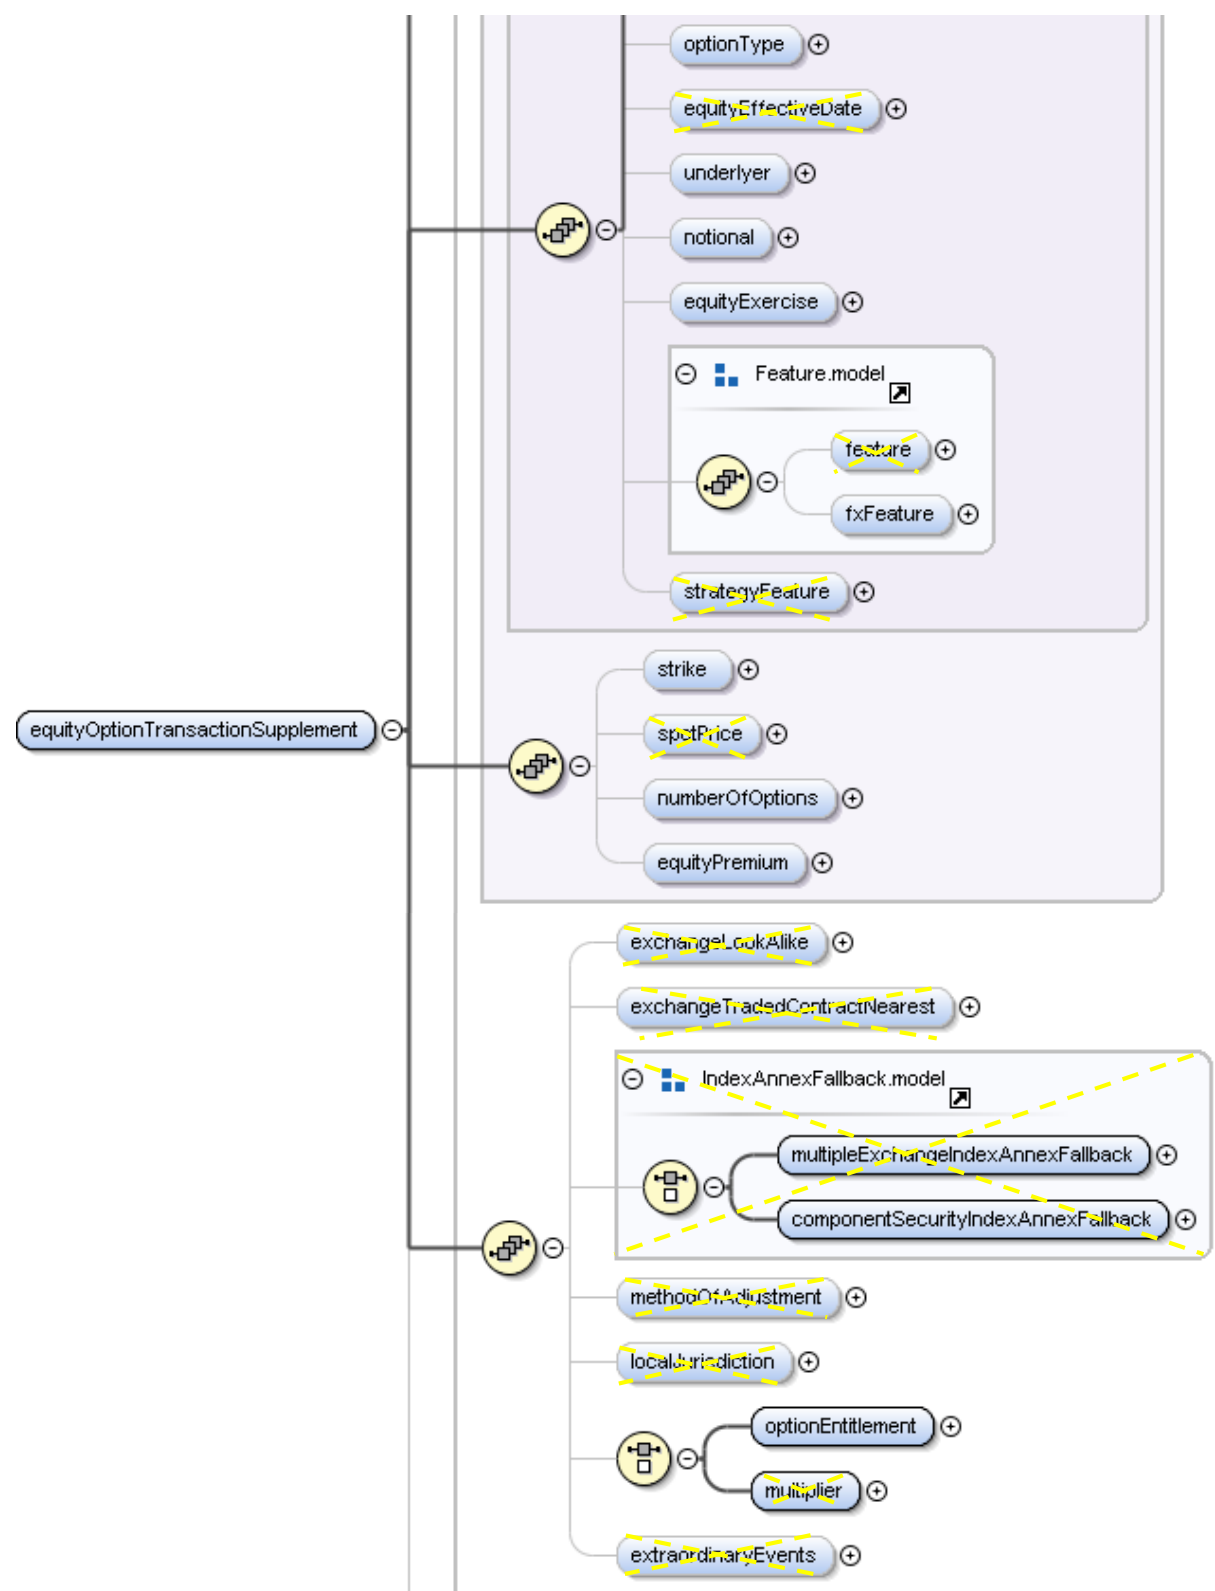 optionType
equityEffectiveDate
underlyer
notional
equityExercise
Feature.model
feature
fxFeature
strategyFeature
strike
equityOptionTransactionSupplement
spotPrice
numberOfOptions
equityPremium
exchangeLookAlike
exchangeTradedContractNearest
IndexAnnexFallback.model
multipleExchangeIndexAnnexFallback
componentSecurityIndexAnnexFallback
methodOfAdjustment
localJurisdiction
optionEntitlement
multiplier
extraordinaryEvents